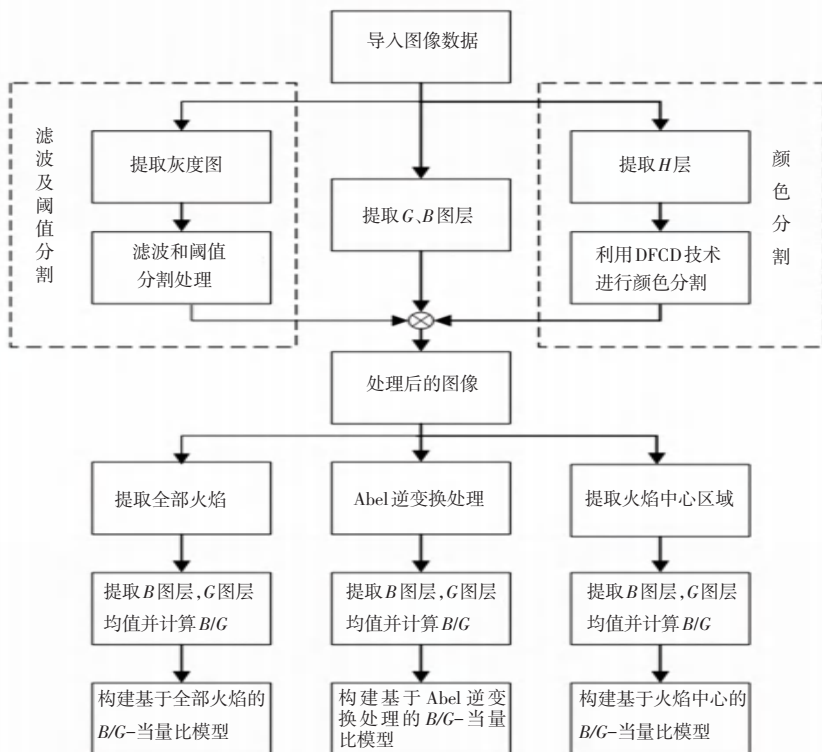 导入图像数据
滤波及阈值分割
提取灰度图
滤波和阈值
分割处理
提取G、B图层
提取H层
利用DFCD技术
进行颜色分割
颜色分割
处理后的图像
提取全部火焰
Abel逆变换处理
提取火焰中心区域
提取B图层,G图层
均值并计算B/G
提取B图层,G图层
均值并计算B/G
提取B图层,G图层
均值并计算B/G
构建基于全部火焰的
B/G-当量比模型
构建基于Abel逆变
换处理的B/G-当量
比模型
构建基于火焰中心的
B/G-当量比模型